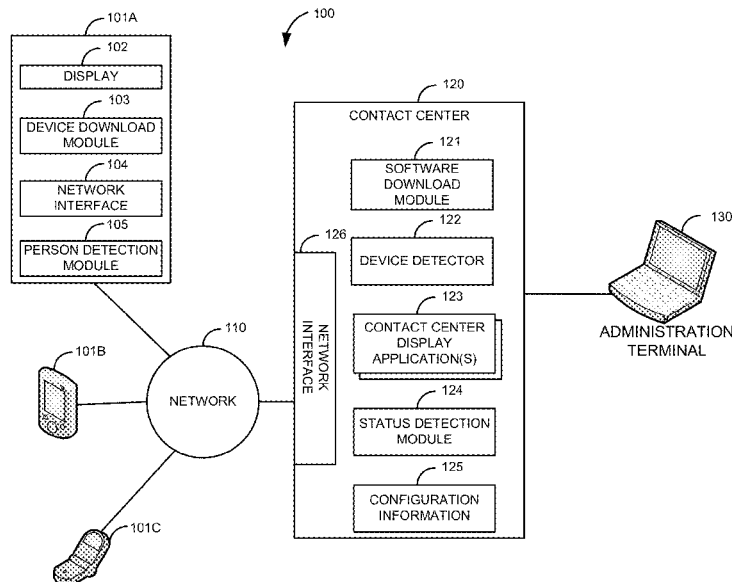 100
101A
102
DISPLAY
103
DEVICE DOWNLOAD
MODULE
104
NETWORK
INTERFACE
105
PERSON DETECTION
MODULE
101B
110
NETWORK
101C
120
CONTACT CENTER
121
SOFTWARE
DOWNLOAD
MODULE
122
DEVICE DETECTOR
126
NETWORK
INTERFACE
123
CONTACT CENTER
DISPLAY
APPLICATION(S)
124
STATUS DETECTION
MODULE
125
CONFIGURATION
INFORMATION
130
ADMINISTRATION
TERMINAL